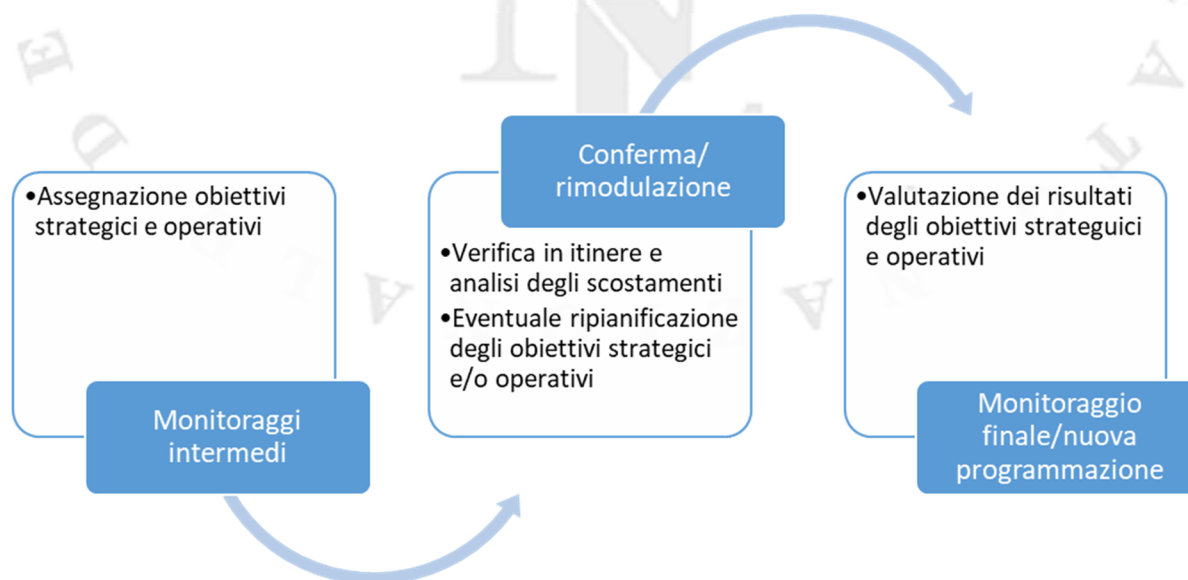 •Assegnazione obiettivi
strategici e operativi
Monitoraggi
intermedi
Conferma/
rimodulazione
•Verifica in itinere e
analisi degli scostamenti
•Eventuale ripianificazione
degli obiettivi strategici
e/o operativi
•Valutazione dei risultati
degli obiettivi strateguici
e operativi
Monitoraggio
finale/nuova
programmazione